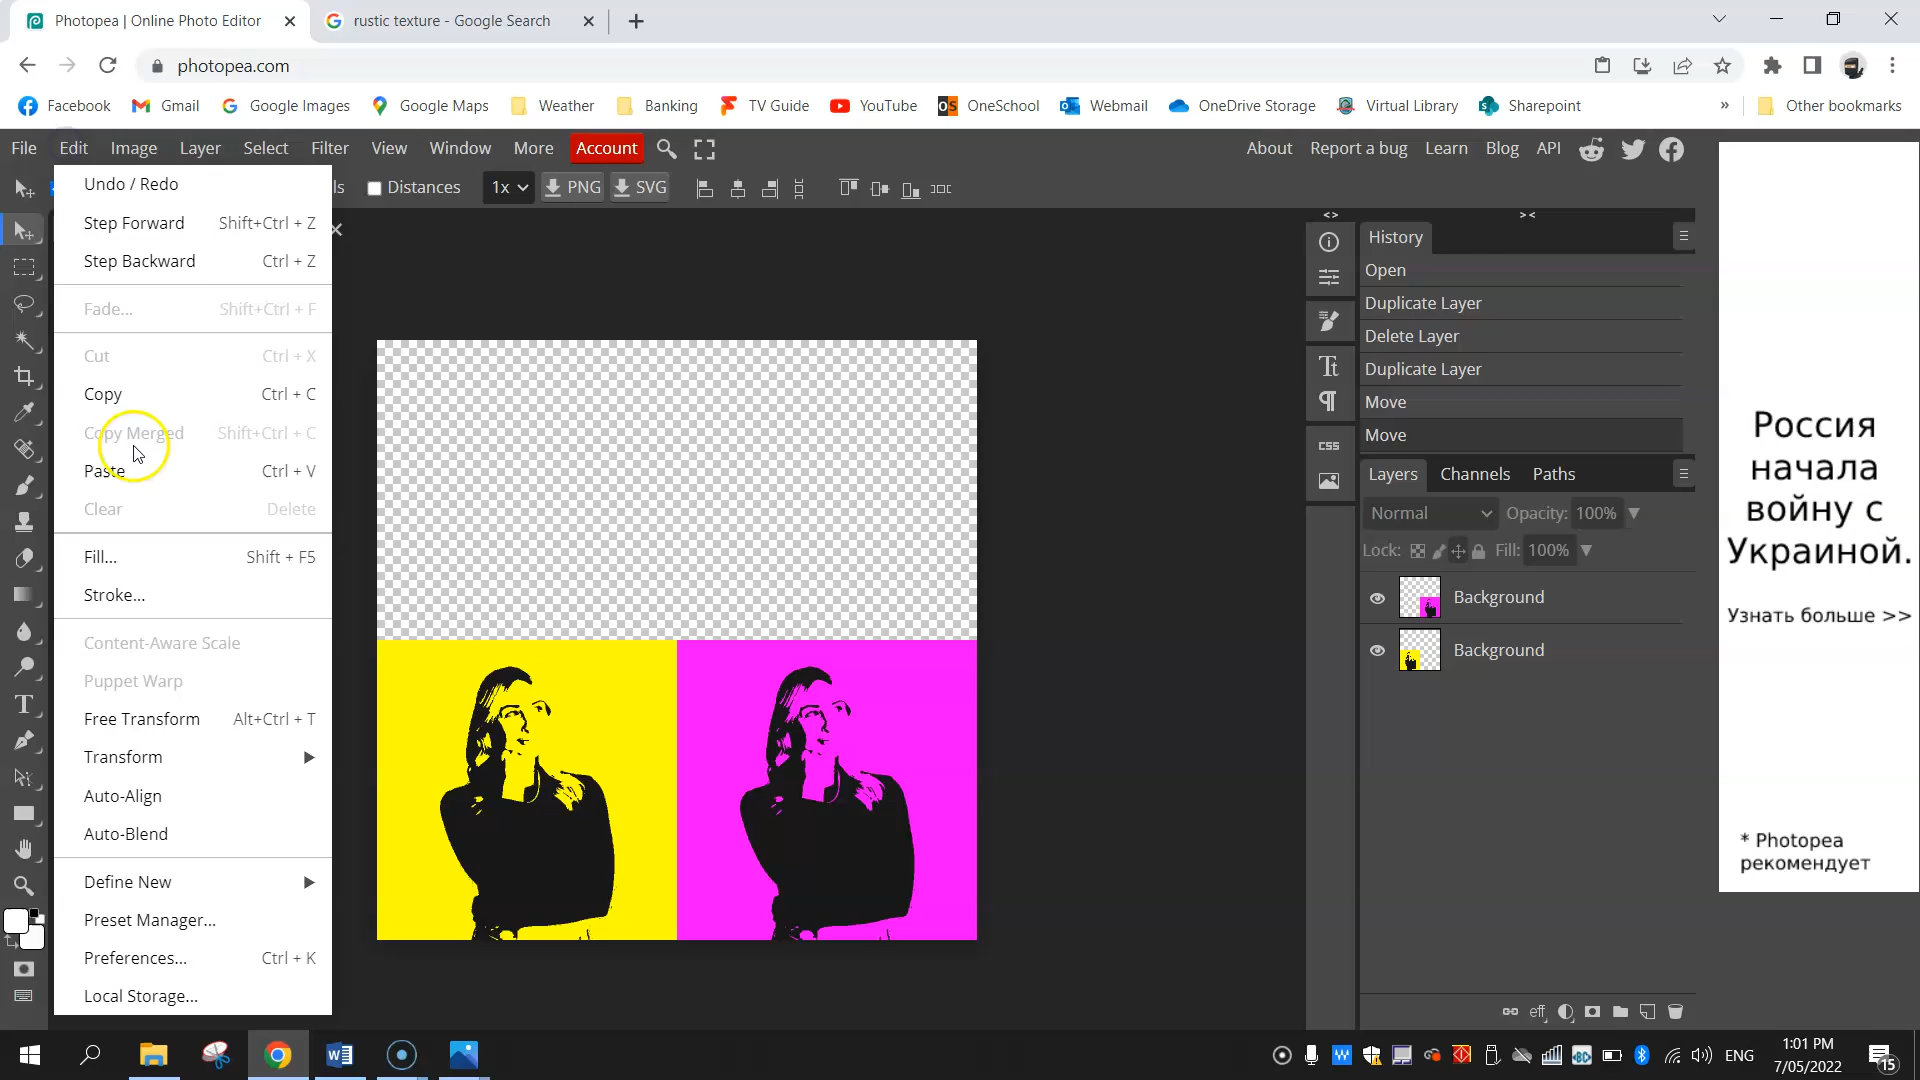 Photopea | Online Photo Editor
rustic texture - Google Search
photopea.com
Facebook Gmail Google Images Google Maps Weather Banking TV Guide YouTube OneSchool Webmail OneDrive Storage Virtual Library Sharepoint » Other bookmarks
File Edit Image Layer Select Filter View Window More Account About Report a bug Learn Blog API
ls Distances 1x PNG SVG
Undo / Redo
Step Forward Shift+Ctrl + Z
Step Backward Ctrl + Z
Fade... Shift+Ctrl + F
Cut Ctrl + X
Copy Ctrl + C
Copy Merged Shift+Ctrl + C
Paste Ctrl + V
Clear Delete
Fill... Shift + F5
Stroke...
Content-Aware Scale
Puppet Warp
Free Transform Alt+Ctrl + T
Transform
Auto-Align
Auto-Blend
Define New
Preset Manager...
Preferences... Ctrl + K
Local Storage...
< > > <
History
Open
Duplicate Layer
Delete Layer
Duplicate Layer
Move
Move
CSS
Layers Channels Paths
Normal Opacity: 100%
Lock: Fill: 100%
Background
Background
eff
Россия
начала
войну с
Украиной.
Узнать больше >>
* Photopea
рекомендует
ENG
1:01 PM
7/05/2022
15